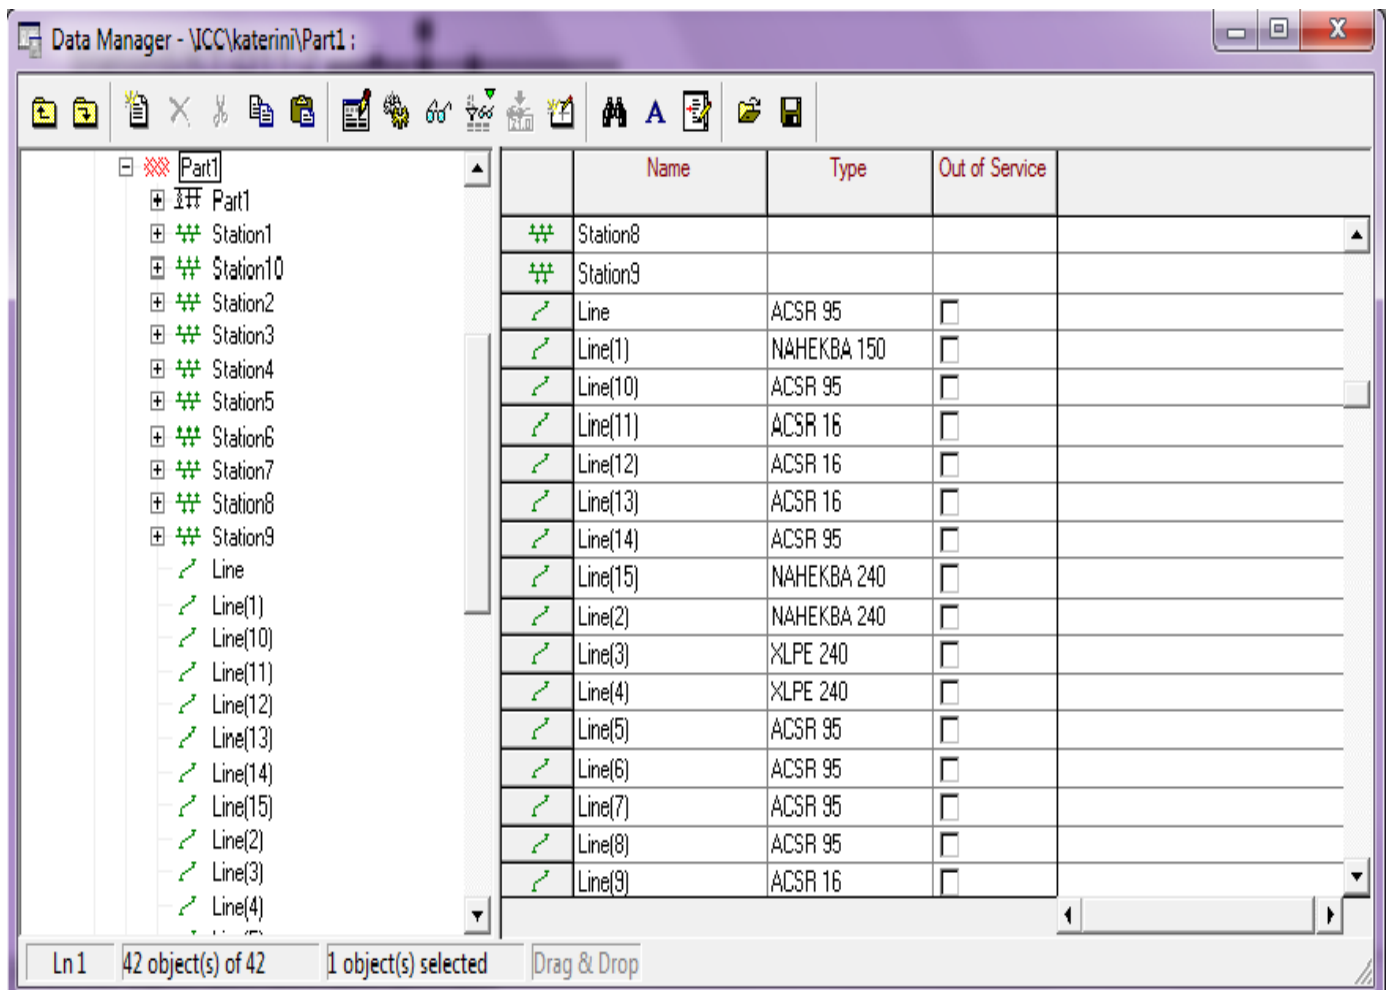 Data Manager - \ICC\katerini\Part1 :
A
Part1
Part1
Station1
Station10
Station2
Station3
Station4
Station5
Station6
Station7
Station8
Station9
Line
Line(1)
Line(10)
Line(11)
Line(12)
Line(13)
Line(14)
Line(15)
Line(2)
Line(3)
Line(4)
Name Type Out of Service
Station8
Station9
Line ACSR 95
Line(1) NAHEKBA 150
Line(10) ACSR 95
Line(11) ACSR 16
Line(12) ACSR 16
Line(13) ACSR 16
Line(14) ACSR 95
Line(15) NAHEKBA 240
Line(2) NAHEKBA 240
Line(3) XLPE 240
Line(4) XLPE 240
Line(5) ACSR 95
Line(6) ACSR 95
Line(7) ACSR 95
Line(8) ACSR 95
Line(9) ACSR 16
Ln 1 42 object(s) of 42 1 object(s) selected Drag & Drop